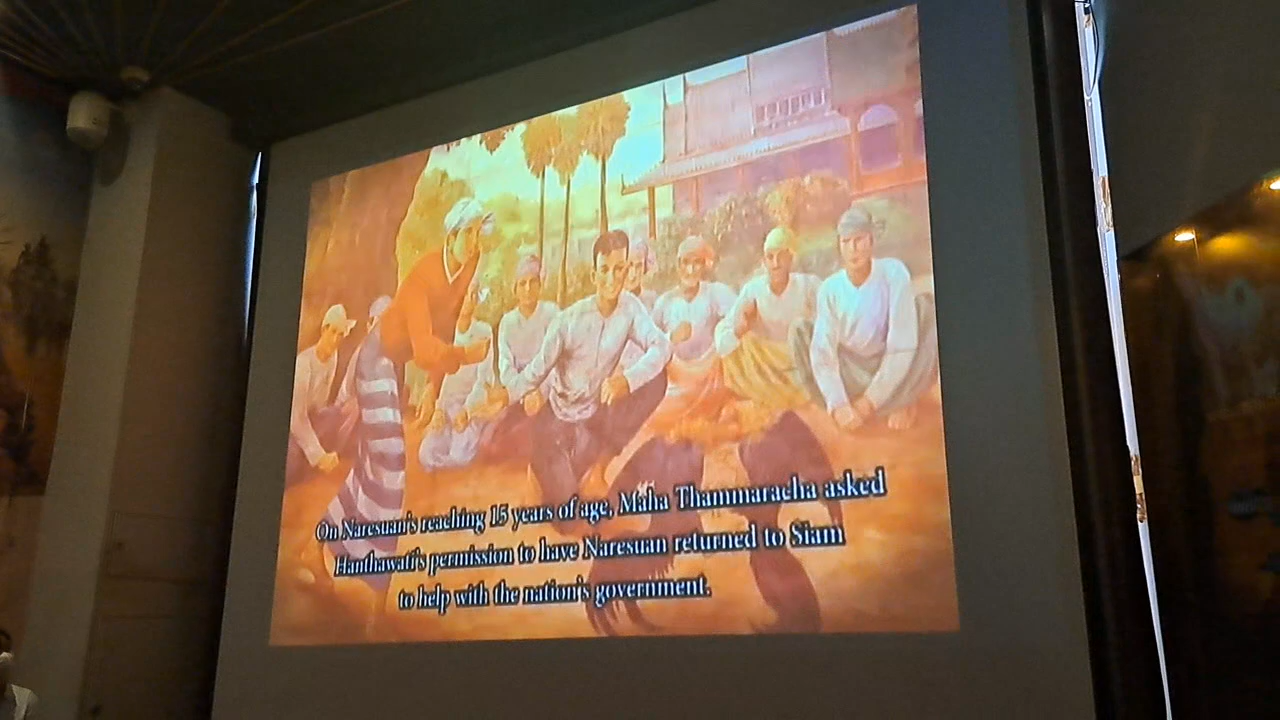 On Naresuan's reaching 15 years of age, Maha Thammaracha asked
Hanthawati's permission to have Naresuan returned to Siam
to help with the nation's government.